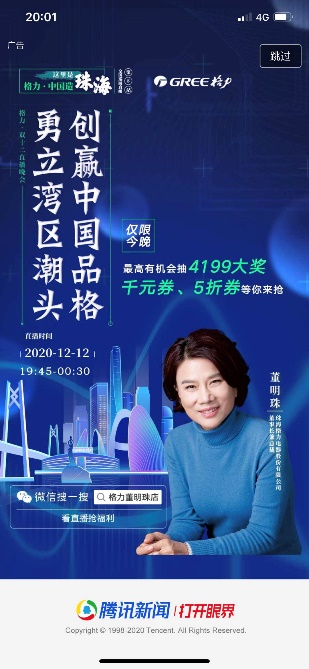 20:01
4G
广告
跳过
这里是
格力·中国造
珠海
GREE格力
格力·双十二直播晚会
创赢中国品格
勇立湾区潮头
仅限
今晚
最高有机会抽4199大奖
千元券、5折券等你来抢
直播时间
2020-12-12
19:45-00:30
董明珠
珠海格力电器股份有限公司
董事长兼总裁
微信搜一搜
格力董明珠店
看直播抢福利
腾讯新闻
打开眼界
Copyright © 1998-2020 Tencent. All Rights Reserved.